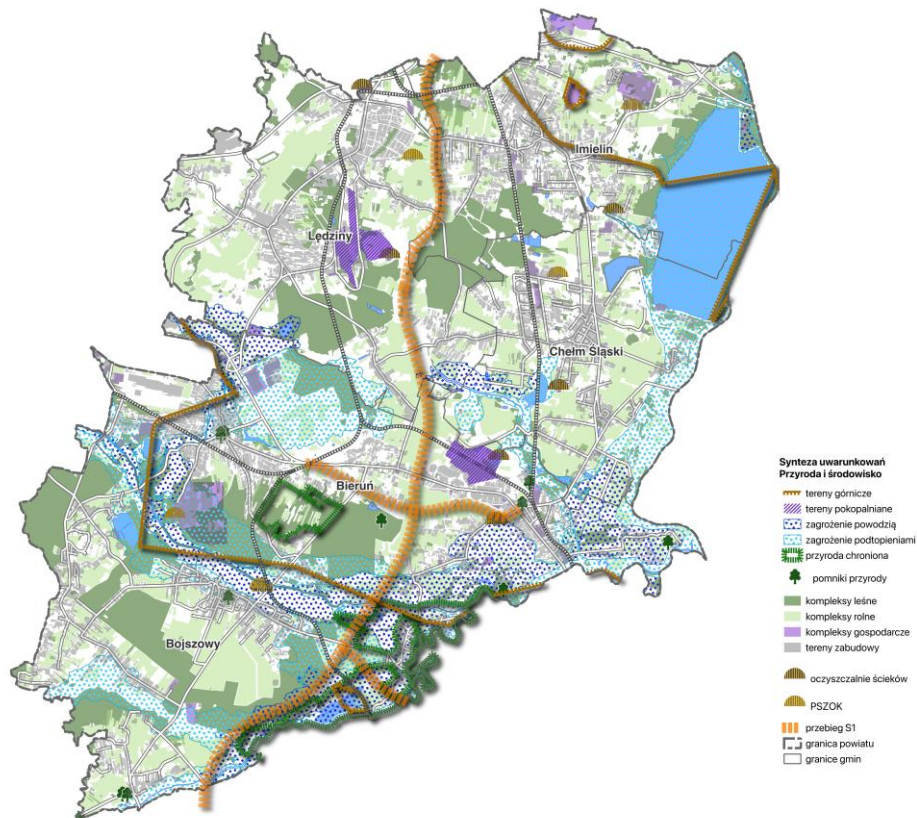 Imielin
Lędziny
Chełm Śląski
Bieruń
Bojszowy
Synteza uwarunkowań
Przyroda i środowisko
tereny górnicze
tereny pokopalniane
zagrożenie powodzią
zagrożenie podtopieniami
przyroda chroniona
pomniki przyrody
kompleksy leśne
kompleksy rolne
kompleksy gospodarcze
tereny zabudowy
oczyszczalnie ścieków
PSZOK
przebieg S1
granica powiatu
granice gmin